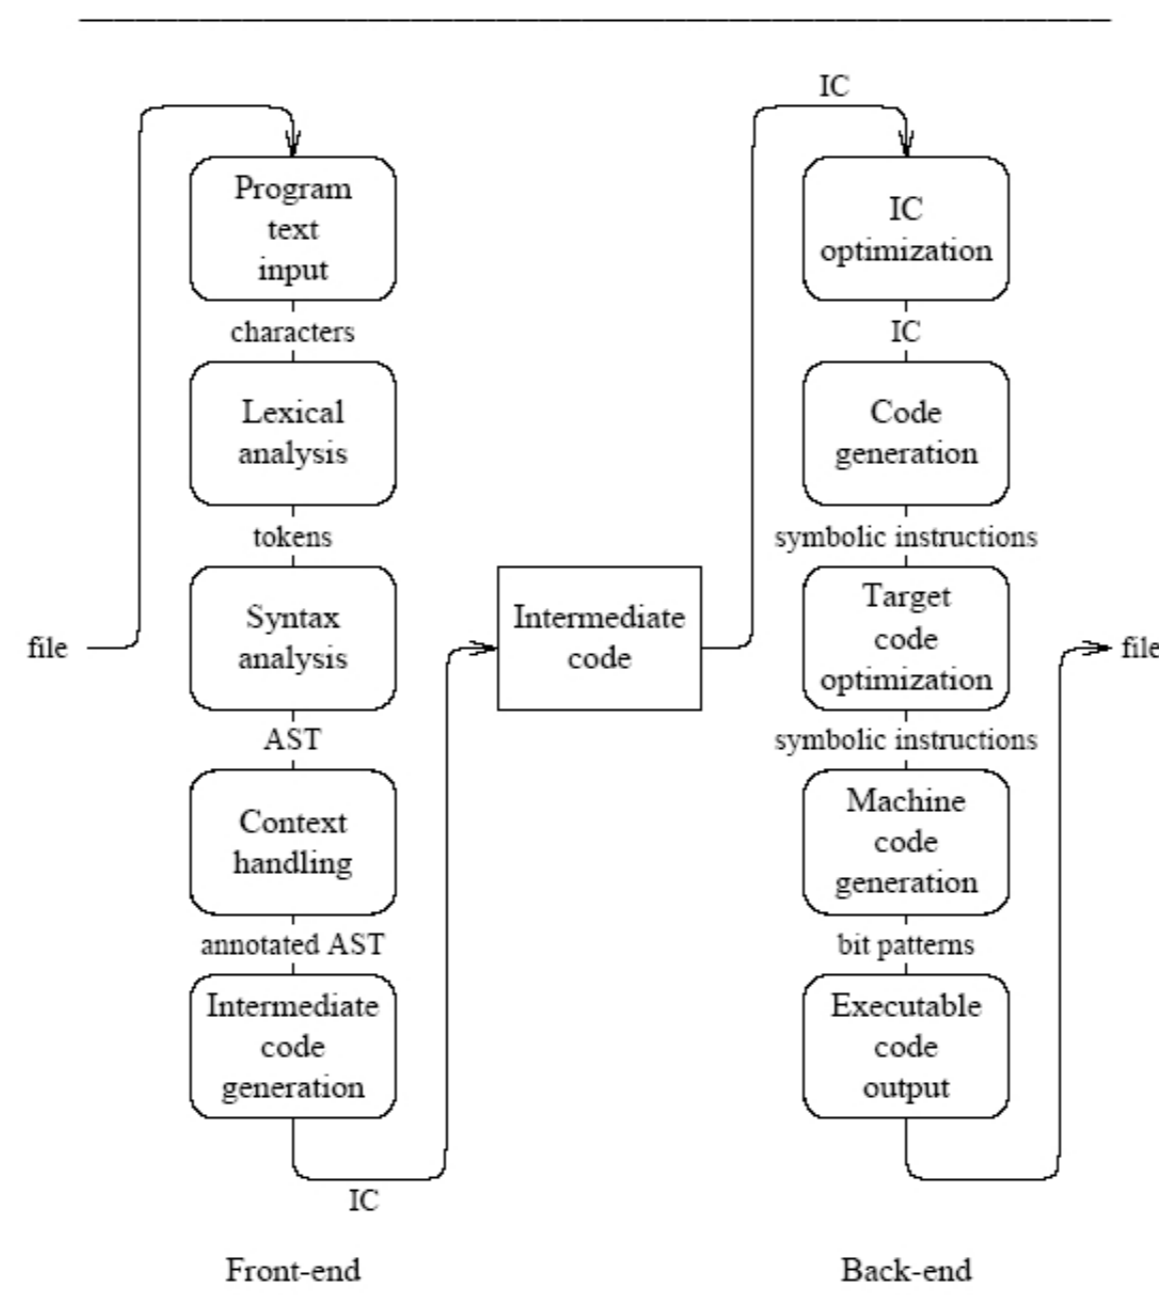 file
Program
text
input
characters
Lexical
analysis
tokens
Syntax
analysis
AST
Context
handling
annotated AST
Intermediate
code
generation
IC
Front-end
Intermediate
code
IC
IC
optimization
IC
Code
generation
symbolic instructions
Target
code
optimization
symbolic instructions
Machine
code
generation
bit patterns
Executable
code
output
file
Back-end